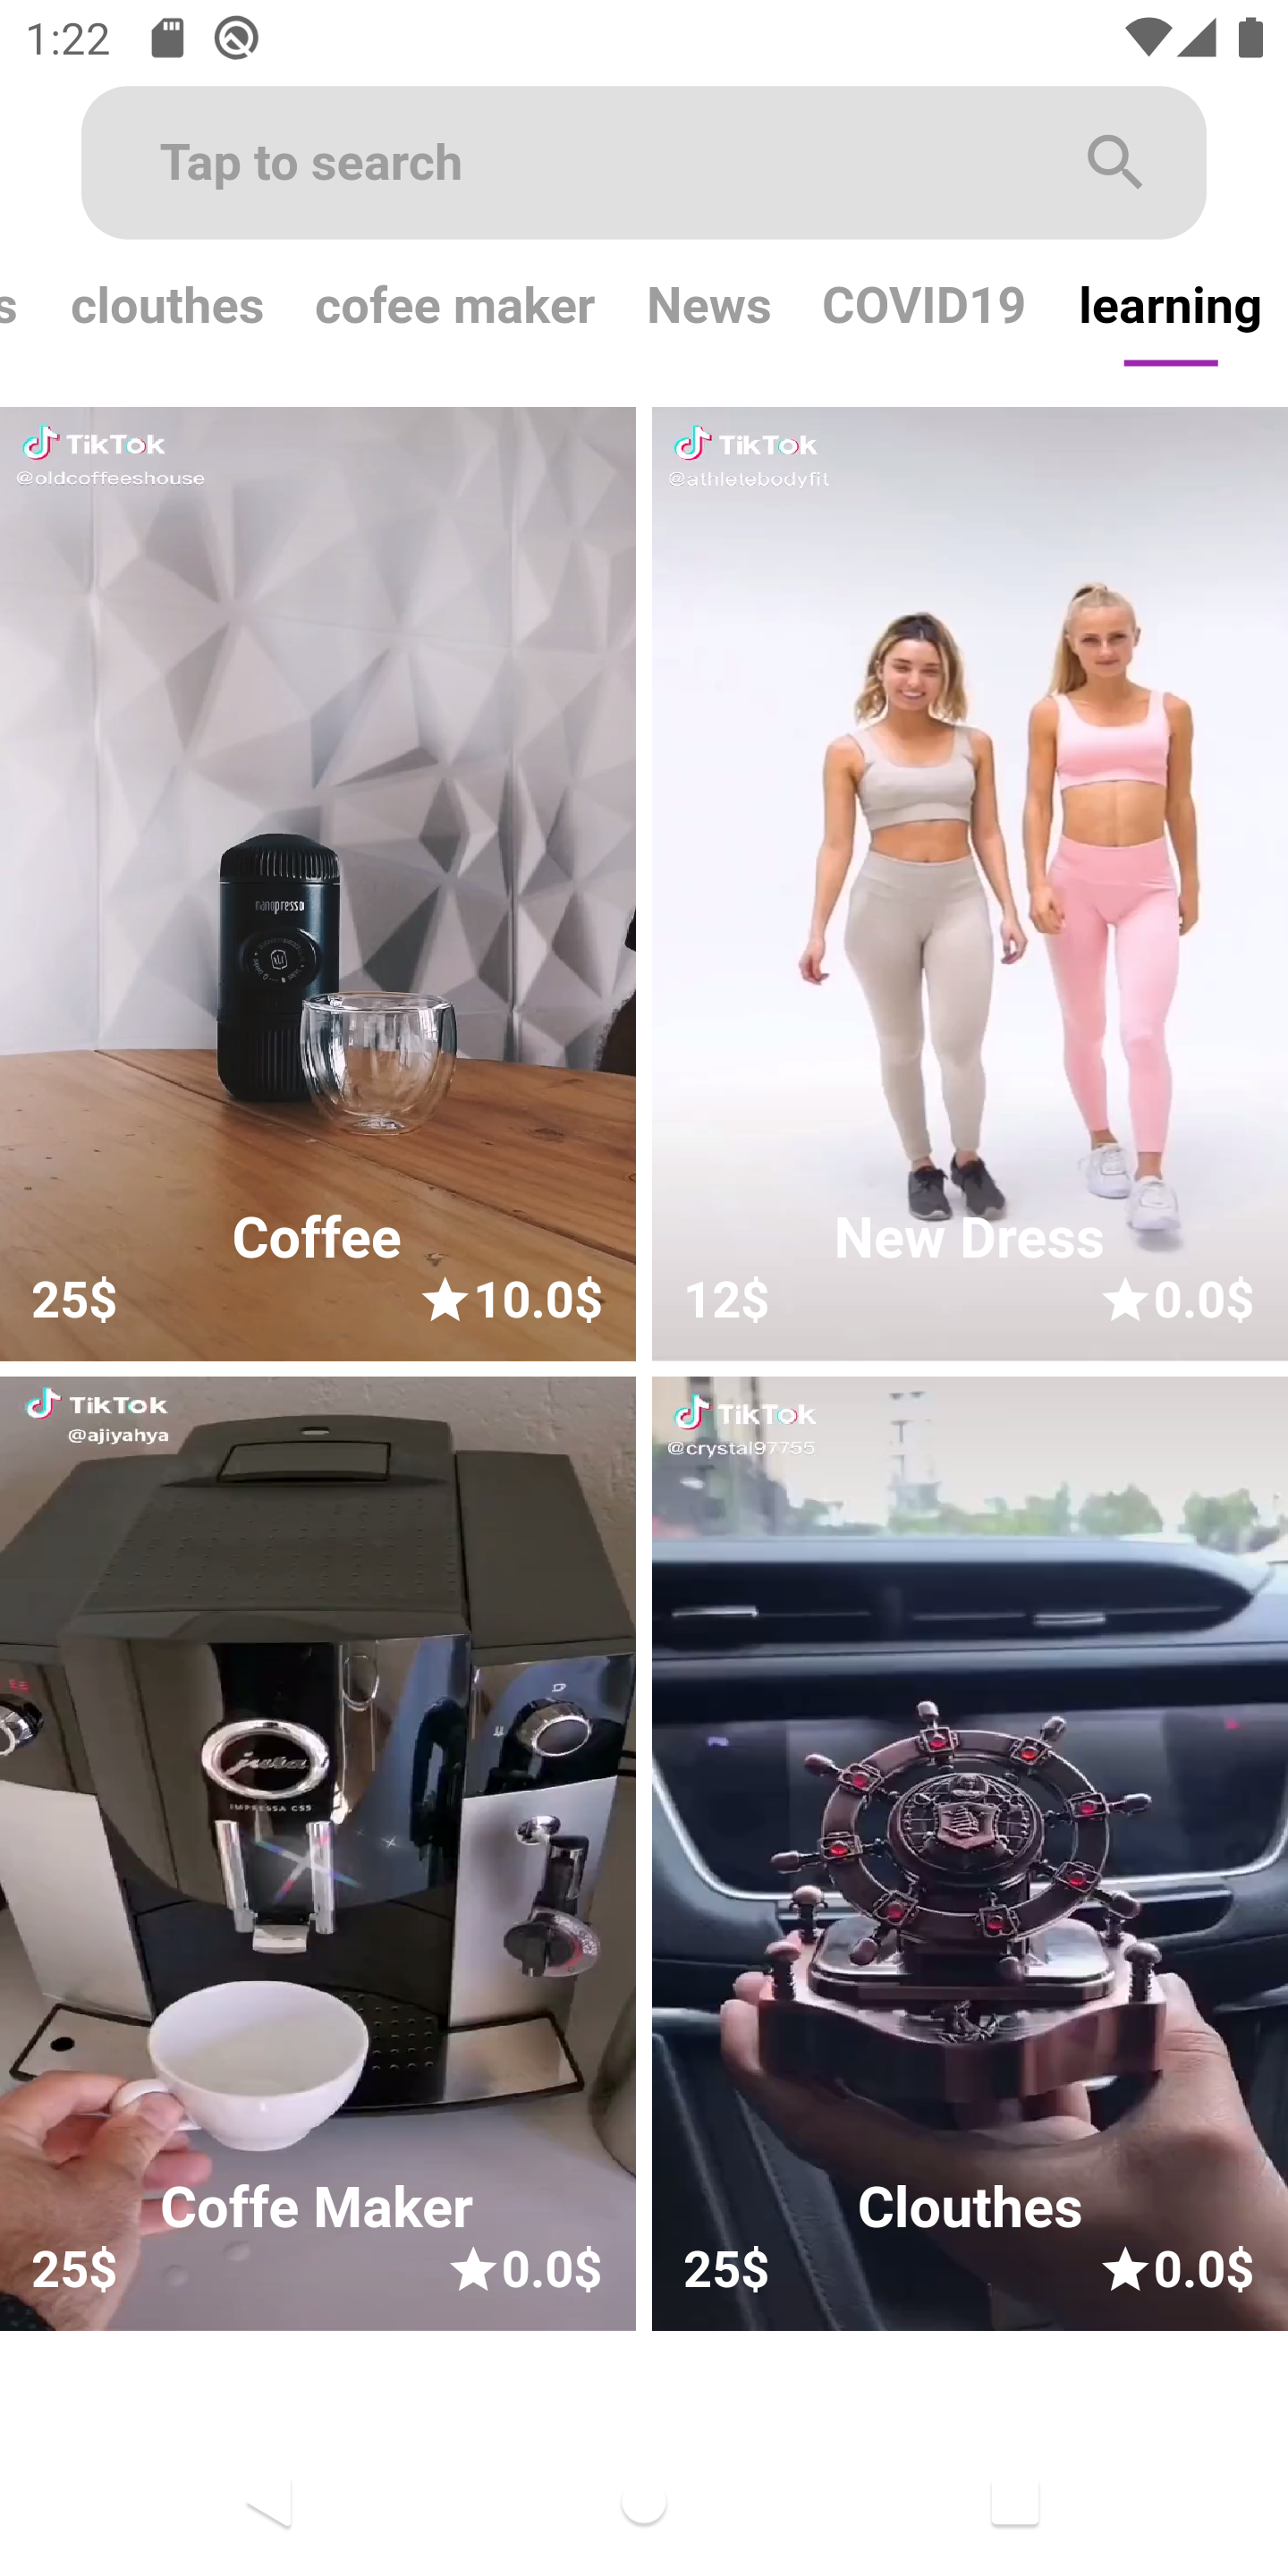 1:22
Tap to search
s clouthes cofee maker News COVID19 learning
TikTok
@oldcoffeeshouse
nanopresso
Coffee
25$ 10.0$
TikTok
@athletebodyfit
New Dress
12$ 0.0$
TikTok
@ajiyahya
jura
IMPRESSA C55
Coffe Maker
25$ 0.0$
TikTok
@crystal97755
Clouthes
25$ 0.0$